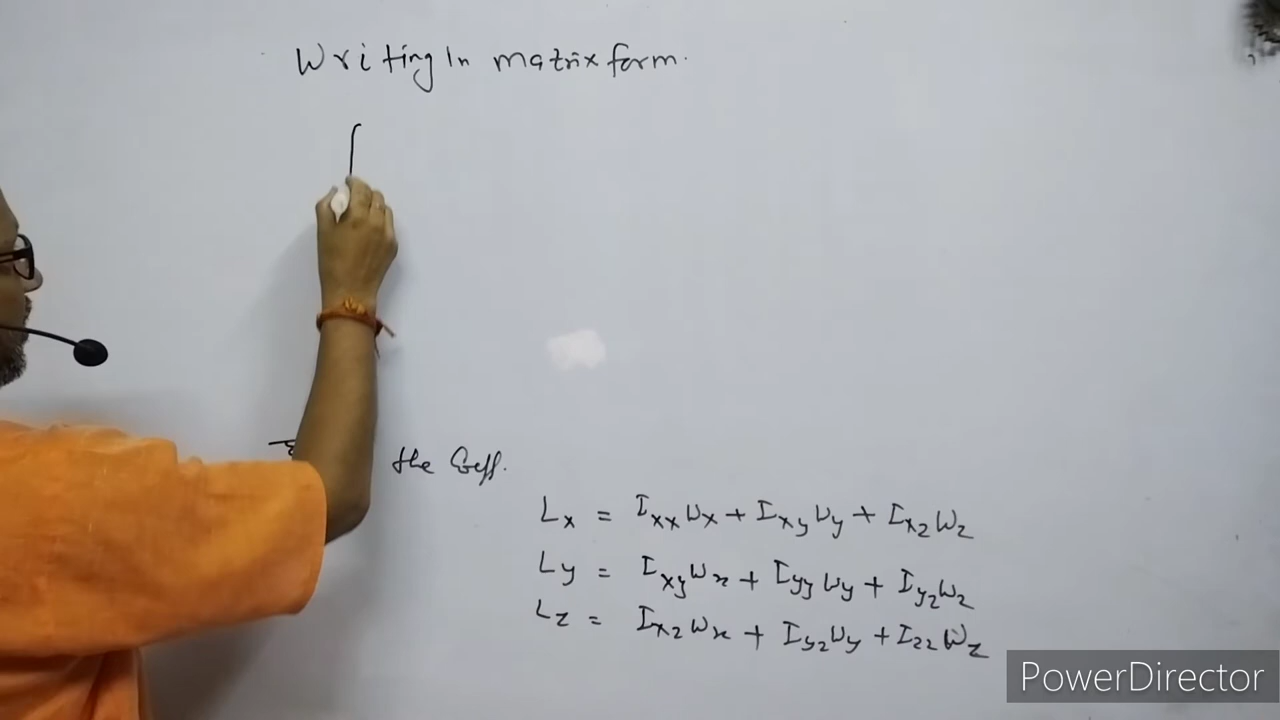 Writing In matrix form.
the Coeff.
Lx = Ixx ωx + Ixy ωy + Ixz ωz
Ly = Ixy ωx + Iyy ωy + Iyz ωz
Lz = Ixz ωx + Iyz ωy + Izz ωz
PowerDirector